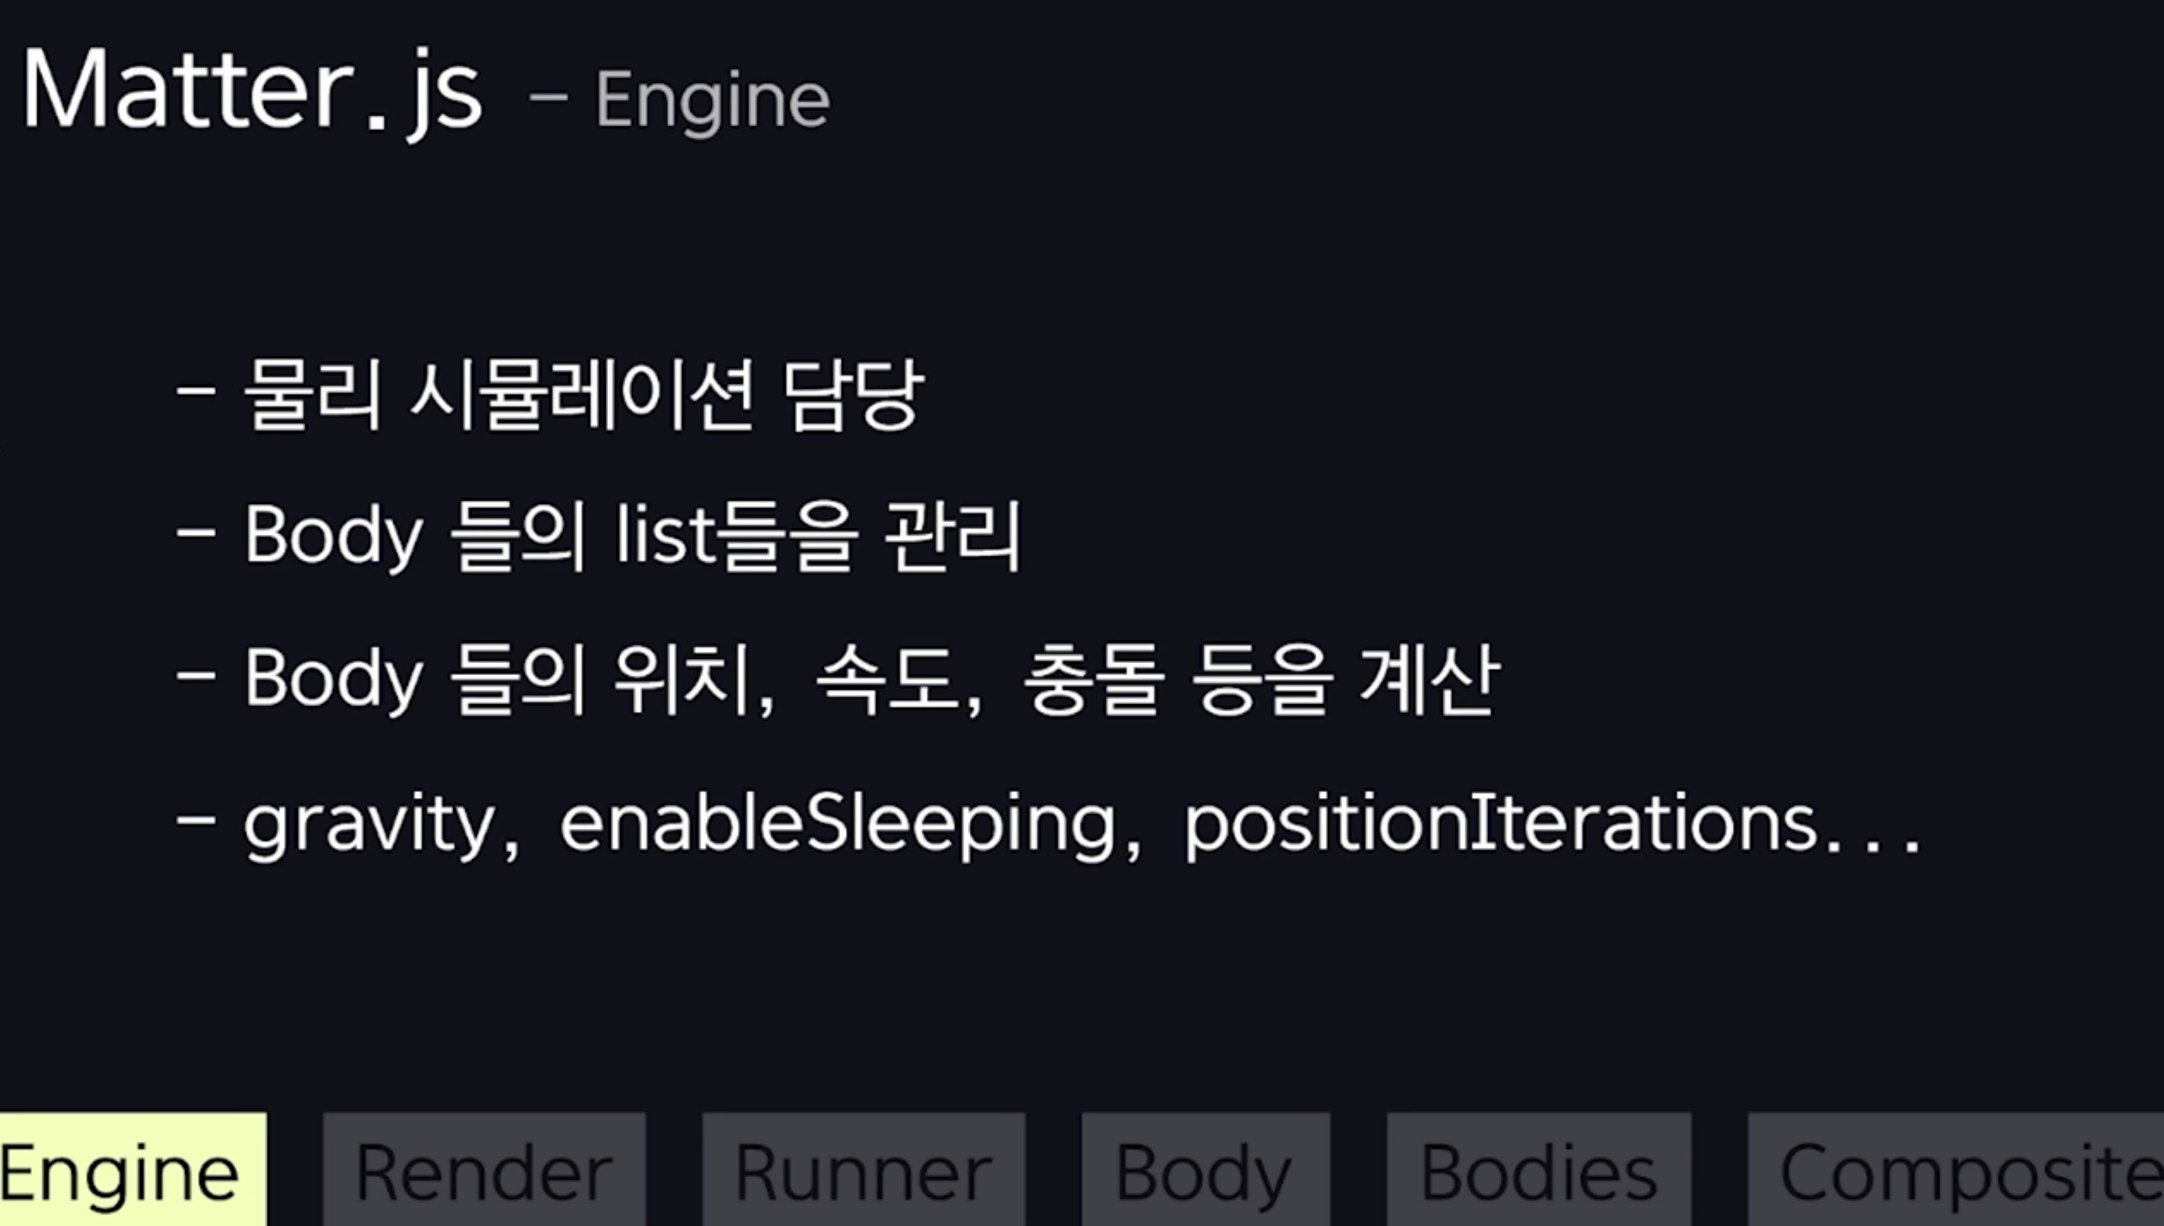 Matter.js - Engine
- 물리 시뮬레이션 담당
- Body 들의 list들을 관리
- Body 들의 위치, 속도, 충돌 등을 계산
- gravity, enableSleeping, positionIterations...
Engine Render Runner Body Bodies Composite